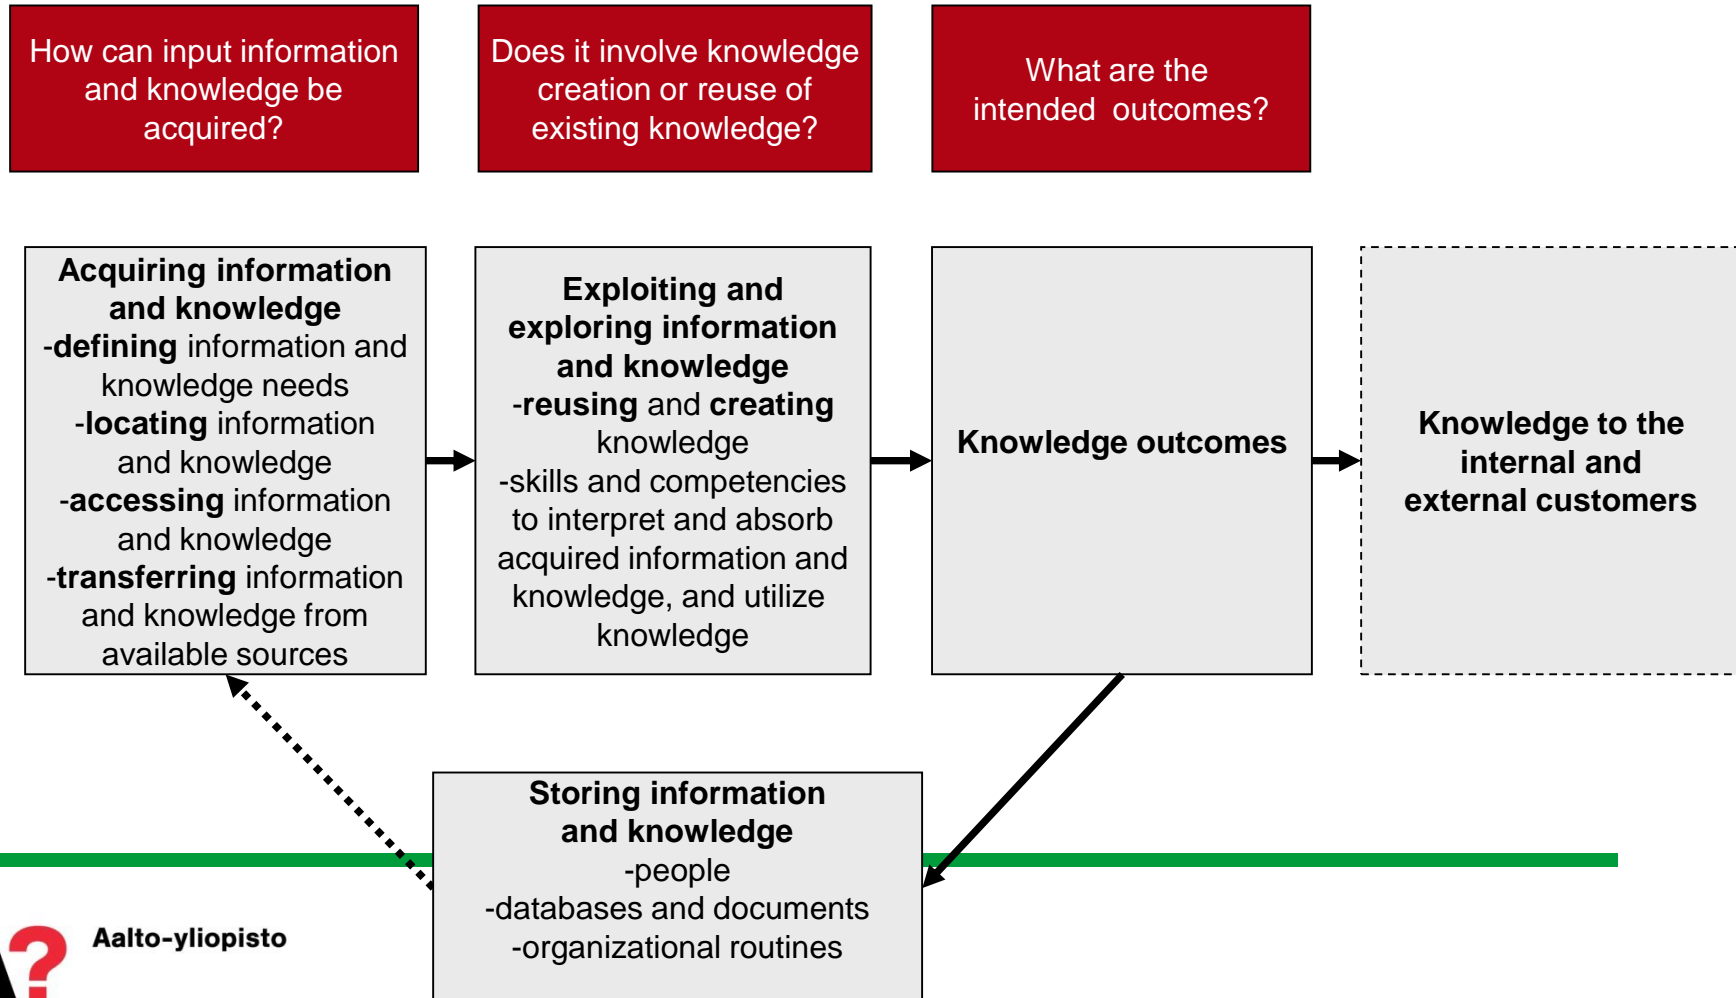 How can input information
and knowledge be
acquired?
Does it involve knowledge
creation or reuse of
existing knowledge?
What are the
intended outcomes?
Acquiring information
and knowledge
-defining information and
knowledge needs
-locating information
and knowledge
-accessing information
and knowledge
-transferring information
and knowledge from
available sources
Exploiting and
exploring information
and knowledge
-reusing and creating
knowledge
-skills and competencies
to interpret and absorb
acquired information and
knowledge, and utilize
knowledge
Knowledge outcomes
Knowledge to the
internal and
external customers
Storing information
and knowledge
-people
-databases and documents
-organizational routines
?
Aalto-yliopisto